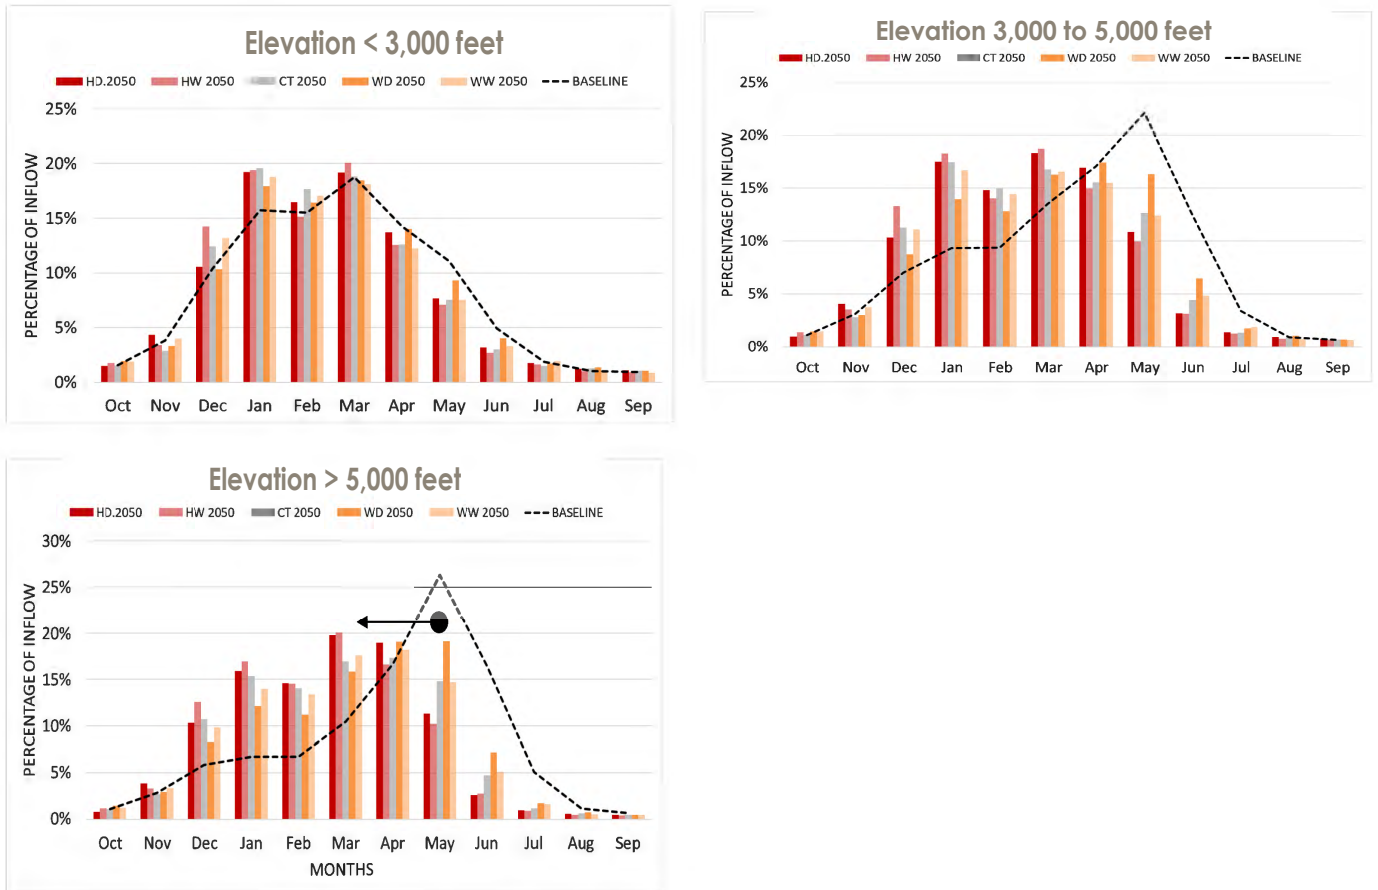 Elevation < 3,000 feet
HD.2050 HW 2050 CT 2050 WD 2050 WW 2050 BASELINE
25%
20%
15%
10%
5%
0%
PERCENTAGE OF INFLOW
Oct Nov Dec Jan Feb Mar Apr May Jun Jul Aug Sep
Elevation 3,000 to 5,000 feet
HD.2050 HW 2050 CT 2050 WD 2050 WW 2050 BASELINE
25%
20%
15%
10%
5%
0%
PERCENTAGE OF INFLOW
Oct Nov Dec Jan Feb Mar Apr May Jun Jul Aug Sep
Elevation > 5,000 feet
HD.2050 HW 2050 CT 2050 WD 2050 WW 2050 BASELINE
30%
25%
20%
15%
10%
5%
0%
PERCENTAGE OF INFLOW
Oct Nov Dec Jan Feb Mar Apr May Jun Jul Aug Sep
MONTHS